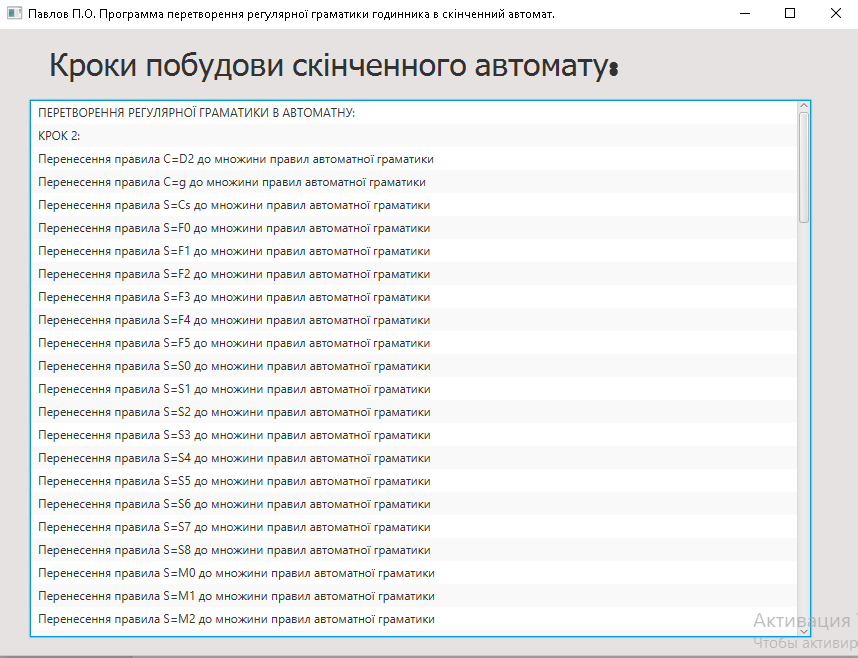 Павлов П.О. Программа перетворення регулярної граматики годинника в скінченний автомат.
Кроки побудови скінченного автомату:
ПЕРЕТВОРЕННЯ РЕГУЛЯРНОЇ ГРАМАТИКИ В АВТОМАТНУ:
КРОК 2:
Перенесення правила C=D2 до множини правил автоматної граматики
Перенесення правила C=g до множини правил автоматної граматики
Перенесення правила S=Cs до множини правил автоматної граматики
Перенесення правила S=F0 до множини правил автоматної граматики
Перенесення правила S=F1 до множини правил автоматної граматики
Перенесення правила S=F2 до множини правил автоматної граматики
Перенесення правила S=F3 до множини правил автоматної граматики
Перенесення правила S=F4 до множини правил автоматної граматики
Перенесення правила S=F5 до множини правил автоматної граматики
Перенесення правила S=S0 до множини правил автоматної граматики
Перенесення правила S=S1 до множини правил автоматної граматики
Перенесення правила S=S2 до множини правил автоматної граматики
Перенесення правила S=S3 до множини правил автоматної граматики
Перенесення правила S=S4 до множини правил автоматної граматики
Перенесення правила S=S5 до множини правил автоматної граматики
Перенесення правила S=S6 до множини правил автоматної граматики
Перенесення правила S=S7 до множини правил автоматної граматики
Перенесення правила S=S8 до множини правил автоматної граматики
Перенесення правила S=M0 до множини правил автоматної граматики
Перенесення правила S=M1 до множини правил автоматної граматики
Перенесення правила S=M2 до множини правил автоматної граматики
Активация
Чтобы активир